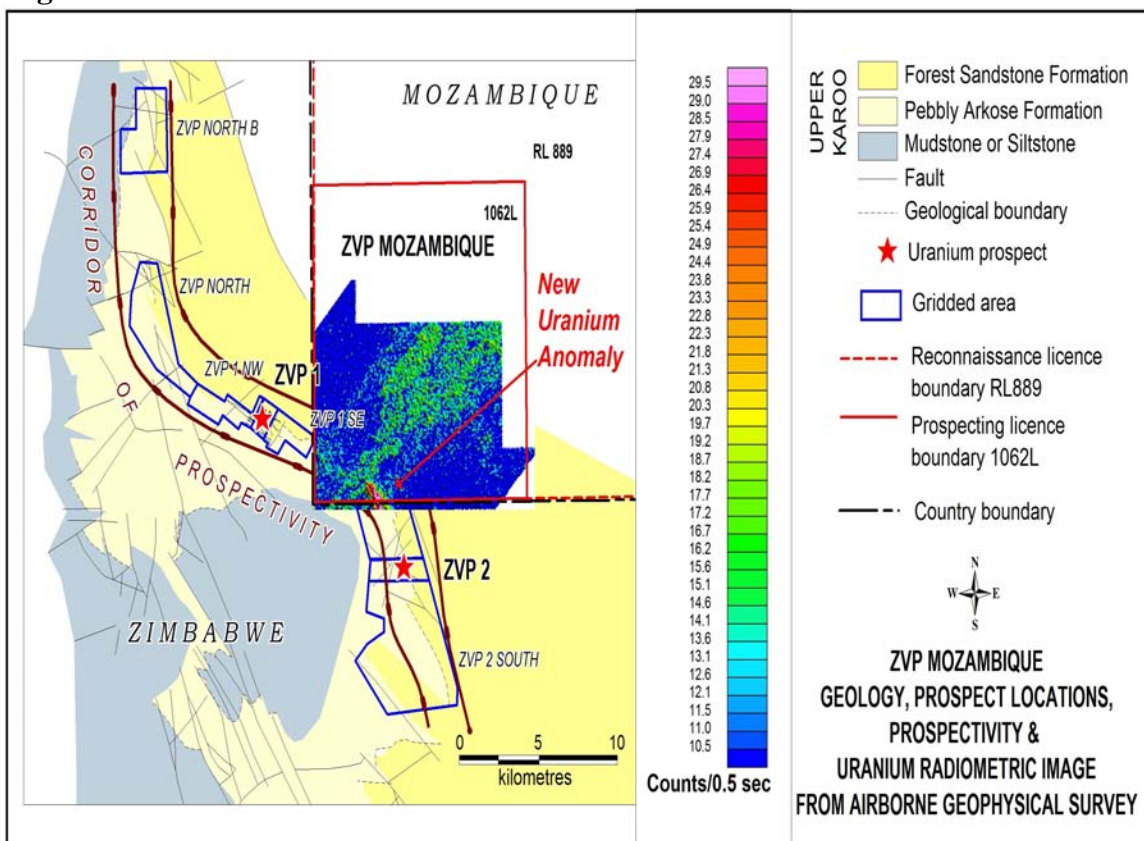 MOZAMBIQUE
RL 889
1062L
ZVP MOZAMBIQUE
New
Uranium
Anomaly
ZVP NORTH B
CORRIDOR
OF
PROSPECTIVITY
ZVP NORTH
ZVP 1 NW
ZVP 1
ZVP 1 SE
ZVP 2
ZVP 2 SOUTH
ZIMBABWE
0 5 10
kilometres
29.5
29.0
28.5
27.9
27.4
26.9
26.4
25.9
25.4
24.9
24.4
23.8
23.3
22.8
22.3
21.8
21.3
20.8
20.3
19.7
19.2
18.7
18.2
17.7
17.2
16.7
16.2
15.6
15.1
14.6
14.1
13.6
13.1
12.6
12.1
11.5
11.0
10.5
Counts/0.5 sec
UPPER
KAROO
Forest Sandstone Formation
Pebbly Arkose Formation
Mudstone or Siltstone
Fault
Geological boundary
Uranium prospect
Gridded area
Reconnaissance licence
boundary RL889
Prospecting licence
boundary 1062L
Country boundary
N
W E
S
ZVP MOZAMBIQUE
GEOLOGY, PROSPECT LOCATIONS,
PROSPECTIVITY &
URANIUM RADIOMETRIC IMAGE
FROM AIRBORNE GEOPHYSICAL SURVEY